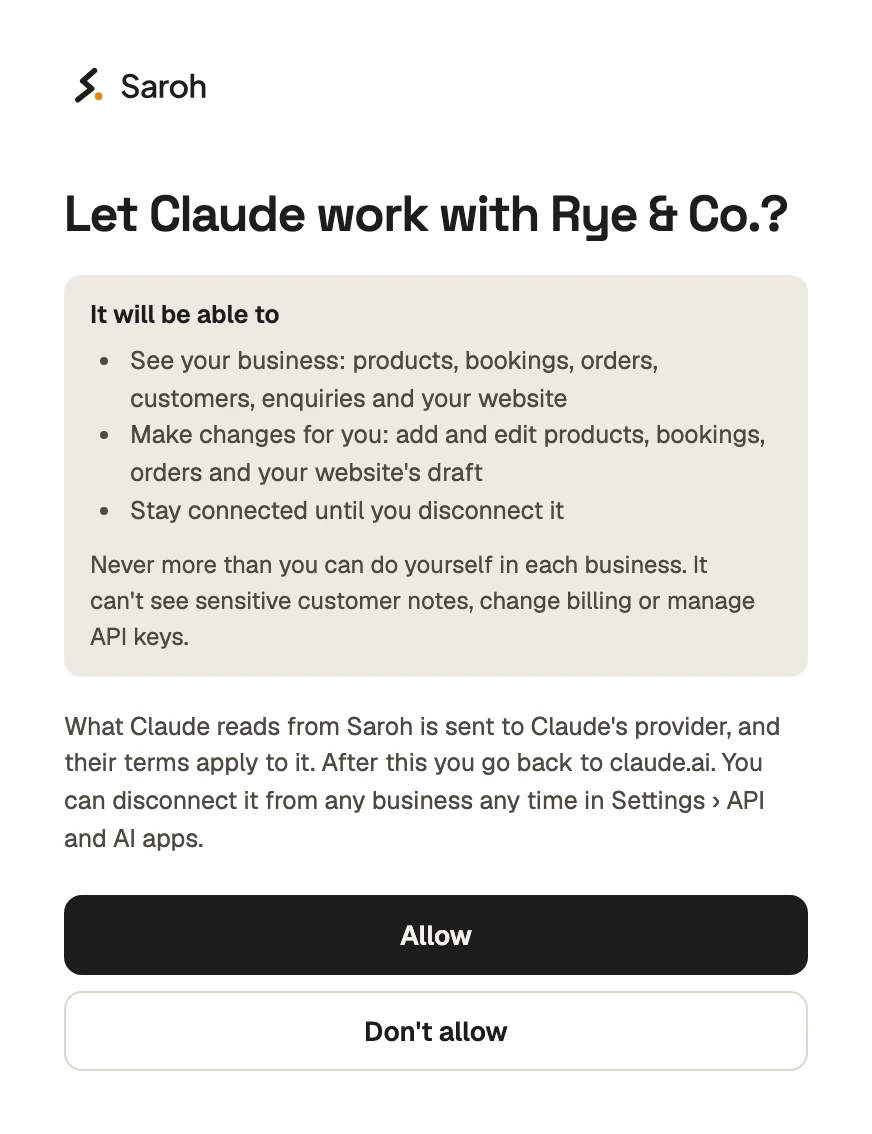 Saroh
Let Claude work with Rye & Co.?
It will be able to
• See your business: products, bookings, orders,
customers, enquiries and your website
• Make changes for you: add and edit products, bookings,
orders and your website's draft
• Stay connected until you disconnect it
Never more than you can do yourself in each business. It
can't see sensitive customer notes, change billing or manage
API keys.
What Claude reads from Saroh is sent to Claude's provider, and
their terms apply to it. After this you go back to claude.ai. You
can disconnect it from any business any time in Settings › API
and AI apps.
Allow
Don't allow